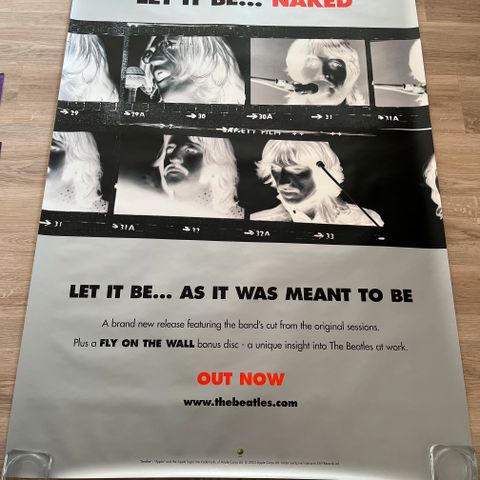 LET IT BE... NAKED
29
29A
30
30A
31
31A
SAFETY FILM
31
31A
32
32A
33
LET IT BE... AS IT WAS MEANT TO BE
A brand new release featuring the band's cut from the original sessions.
Plus a FLY ON THE WALL bonus disc - a unique insight into The Beatles at work.
OUT NOW
www.thebeatles.com